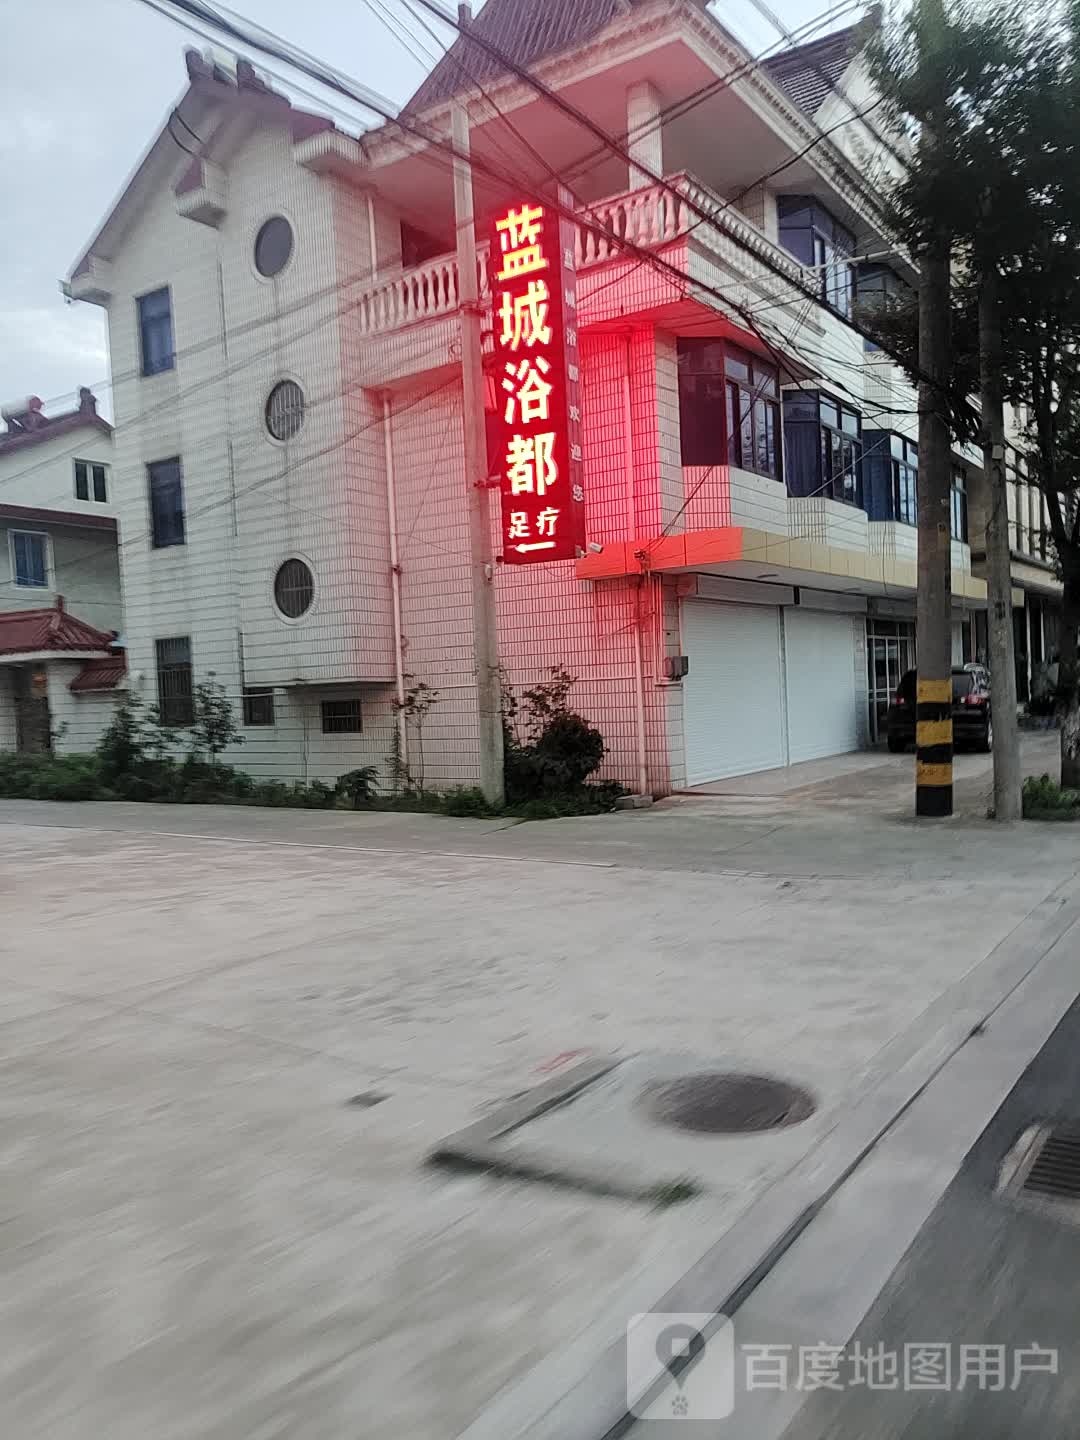 蓝城浴都
足疗
蓝城浴都欢迎您
百度地图用户